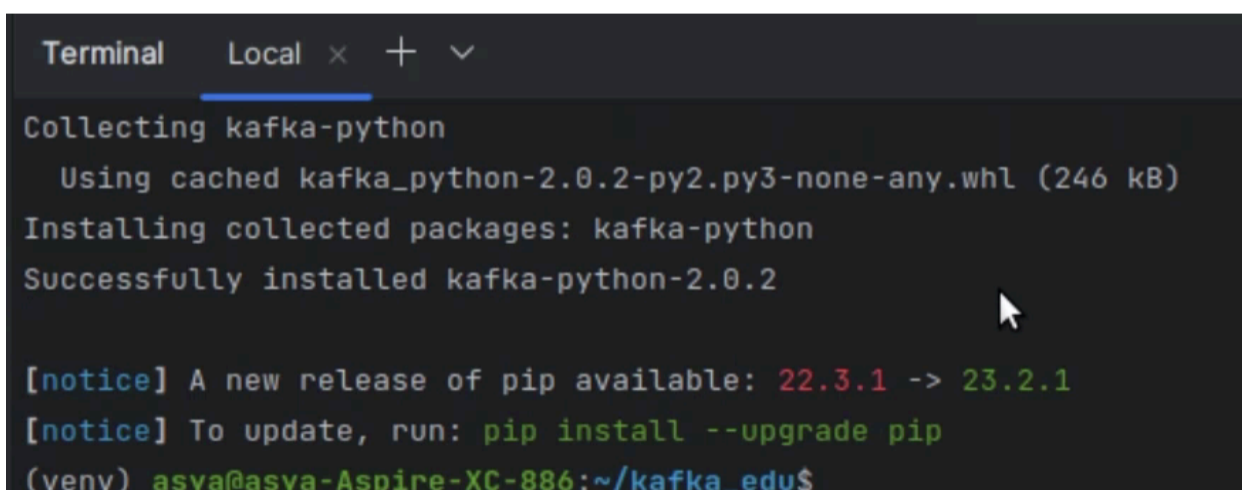 Terminal Local × + ⌄
Collecting kafka-python
  Using cached kafka_python-2.0.2-py2.py3-none-any.whl (246 kB)
Installing collected packages: kafka-python
Successfully installed kafka-python-2.0.2
[notice] A new release of pip available: 22.3.1 -> 23.2.1
[notice] To update, run: pip install --upgrade pip
(venv) asya@asya-Aspire-XC-886:~/kafka_edu$